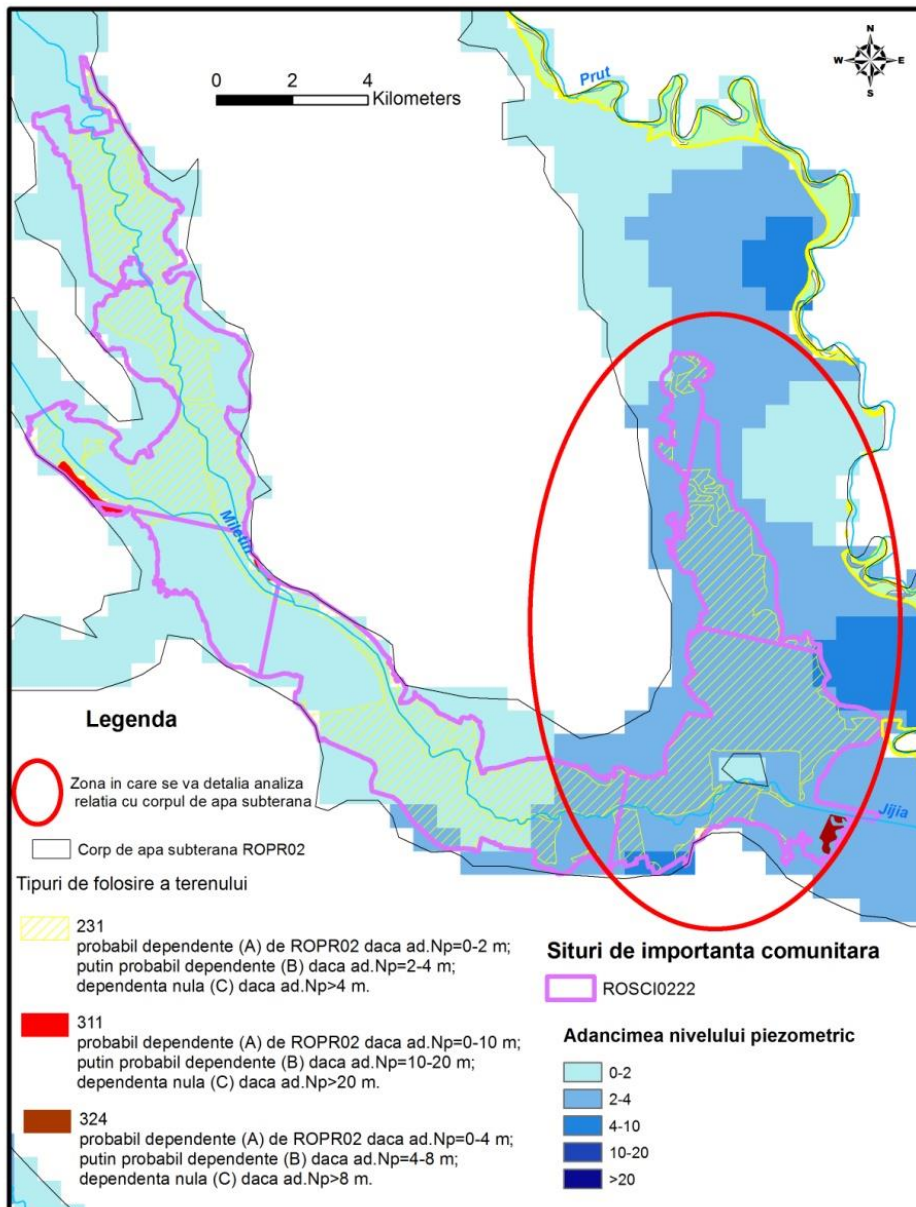 N
W E
S
Prut
0 2 4
Kilometers
Miletin
Jijia
Legenda
Zona in care se va detalia analiza
relatia cu corpul de apa subterana
Corp de apa subterana ROPR02
Tipuri de folosire a terenului
231
probabil dependente (A) de ROPR02 daca ad.Np=0-2 m;
putin probabil dependente (B) daca ad.Np=2-4 m;
dependenta nula (C) daca ad.Np>4 m.
311
probabil dependente (A) de ROPR02 daca ad.Np=0-10 m;
putin probabil dependente (B) daca ad.Np=10-20 m;
dependenta nula (C) daca ad.Np>20 m.
324
probabil dependente (A) de ROPR02 daca ad.Np=0-4 m;
putin probabil dependente (B) daca ad.Np=4-8 m;
dependenta nula (C) daca ad.Np>8 m.
Situri de importanta comunitara
ROSCI0222
Adancimea nivelului piezometric
0-2
2-4
4-10
10-20
>20